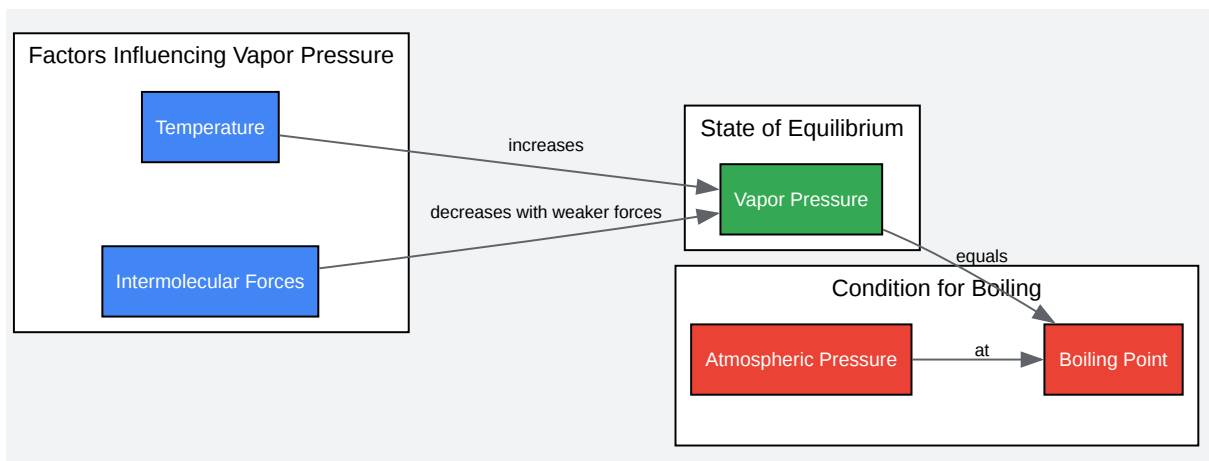 Factors Influencing Vapor Pressure
Temperature
Intermolecular Forces
increases
decreases with weaker forces
State of Equilibrium
Vapor Pressure
equals
Condition for Boiling
Atmospheric Pressure
at
Boiling Point